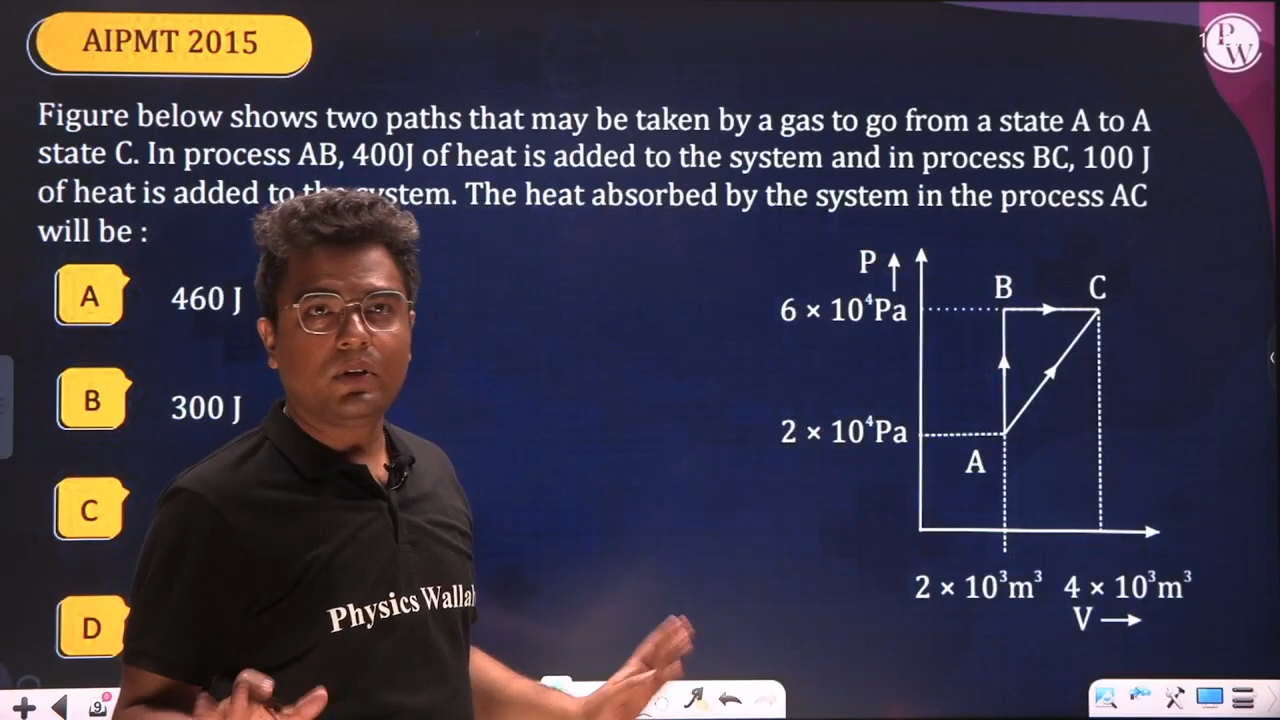 AIPMT 2015
PW
Figure below shows two paths that may be taken by a gas to go from a state A to A
state C. In process AB, 400J of heat is added to the system and in process BC, 100 J
of heat is added to the system. The heat absorbed by the system in the process AC
will be :
A 460 J
B 300 J
C
D
P
B C
6 × 10⁴Pa
2 × 10⁴Pa
A
2 × 10³m³ 4 × 10³m³
V
Physics Wallah
9